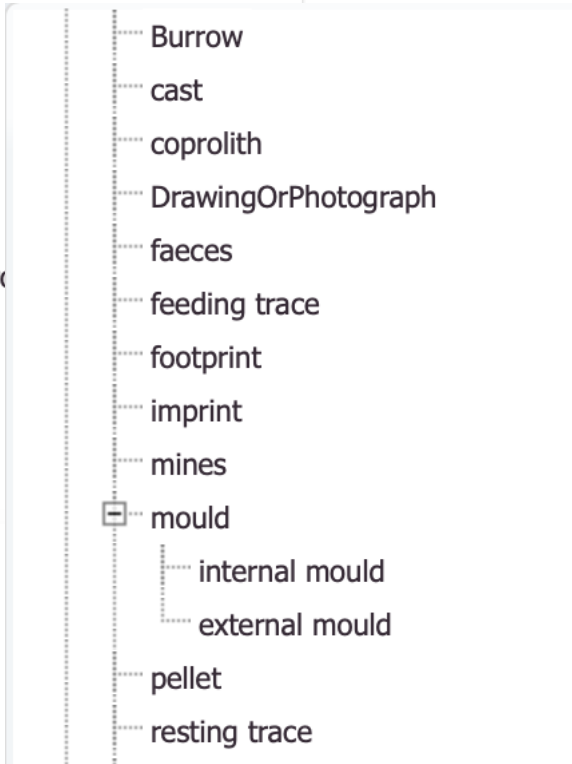 Burrow
cast
coprolith
DrawingOrPhotograph
faeces
feeding trace
footprint
imprint
mines
mould
internal mould
external mould
pellet
resting trace